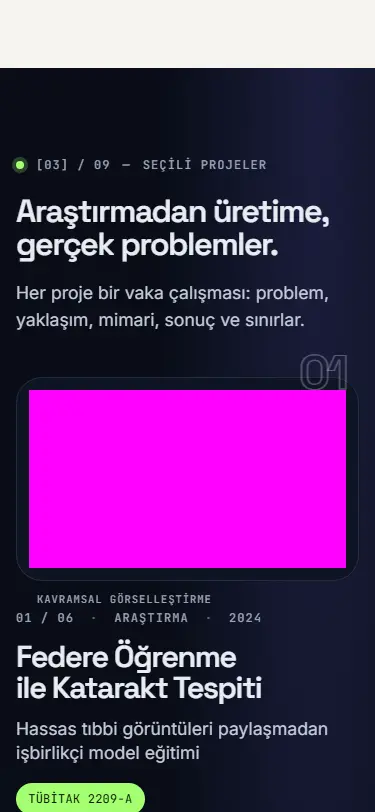 [03] / 09 — SEÇİLİ PROJELER
Araştırmadan üretime,
gerçek problemler.
Her proje bir vaka çalışması: problem,
yaklaşım, mimari, sonuç ve sınırlar.
01
KAVRAMSAL GÖRSELLEŞTİRME
01 / 06 · ARAŞTIRMA · 2024
Federe Öğrenme
ile Katarakt Tespiti
Hassas tıbbi görüntüleri paylaşmadan
işbirlikçi model eğitimi
TÜBİTAK 2209-A